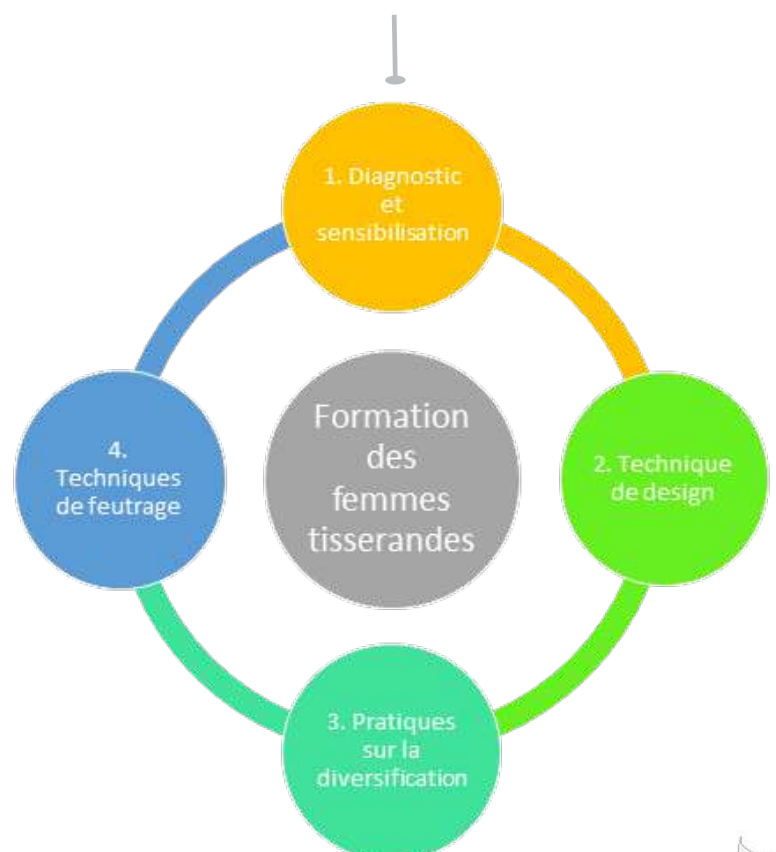 1. Diagnostic
et
sensibilisation
Formation
des
femmes
tisserandes
2. Technique
de design
3. Pratiques
sur la
diversification
4.
Techniques
de feutrage